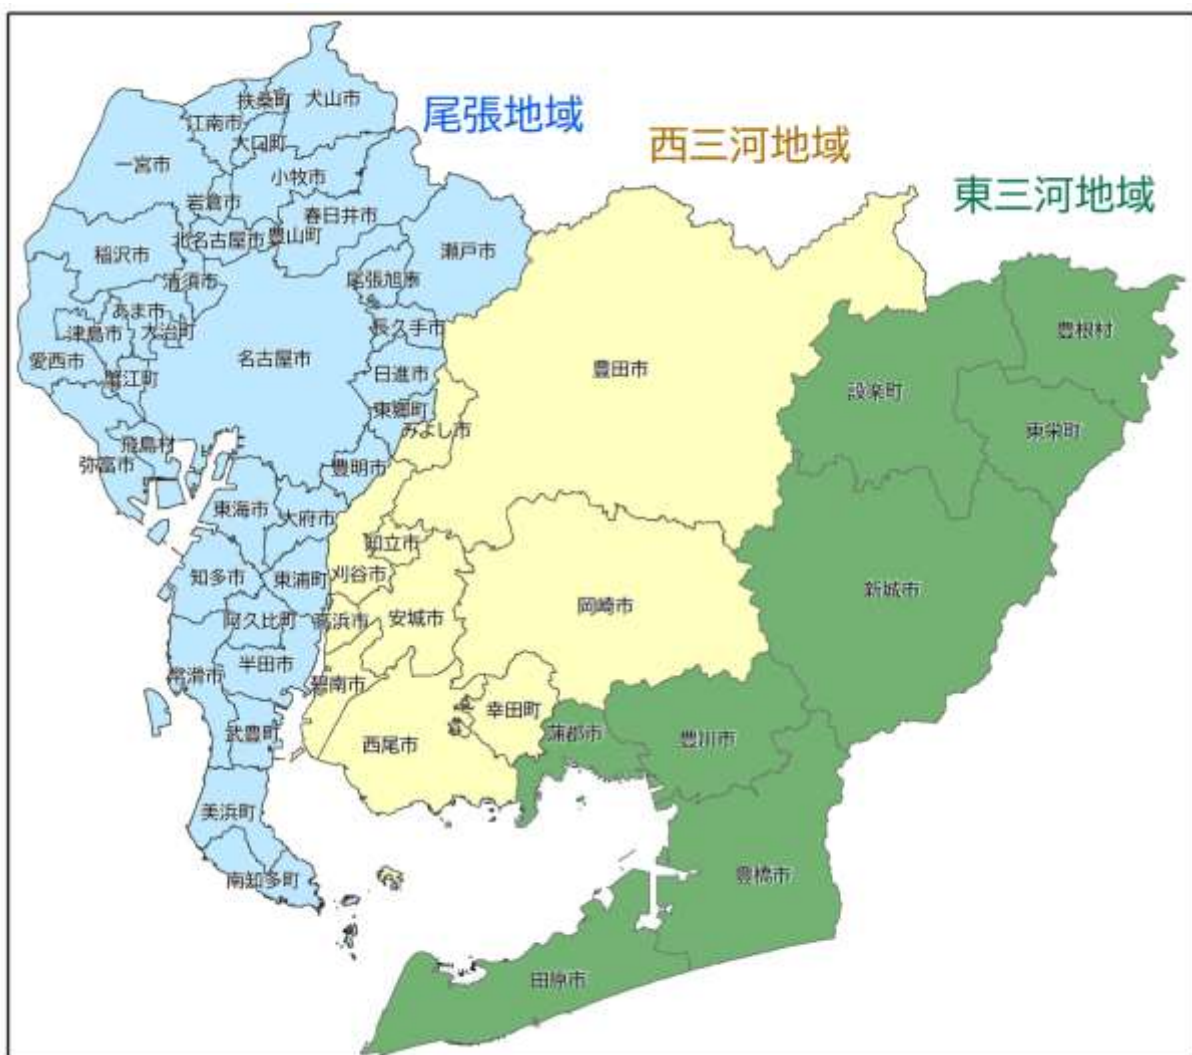 尾張地域
西三河地域
東三河地域
犬山市
扶桑町
江南市
大口町
一宮市
小牧市
岩倉市
春日井市
北名古屋市
豊山町
稲沢市
瀬戸市
清須市
尾張旭市
あま市
津島市
大治町
長久手市
愛西市
名古屋市
蟹江町
日進市
東郷町
みよし市
飛島村
弥富市
豊明市
東海市
大府市
知多市
東浦町
阿久比町
半田市
常滑市
武豊町
美浜町
南知多町
豊田市
知立市
刈谷市
高浜市
安城市
岡崎市
碧南市
西尾市
幸田町
豊根村
設楽町
東栄町
新城市
蒲郡市
豊川市
豊橋市
田原市